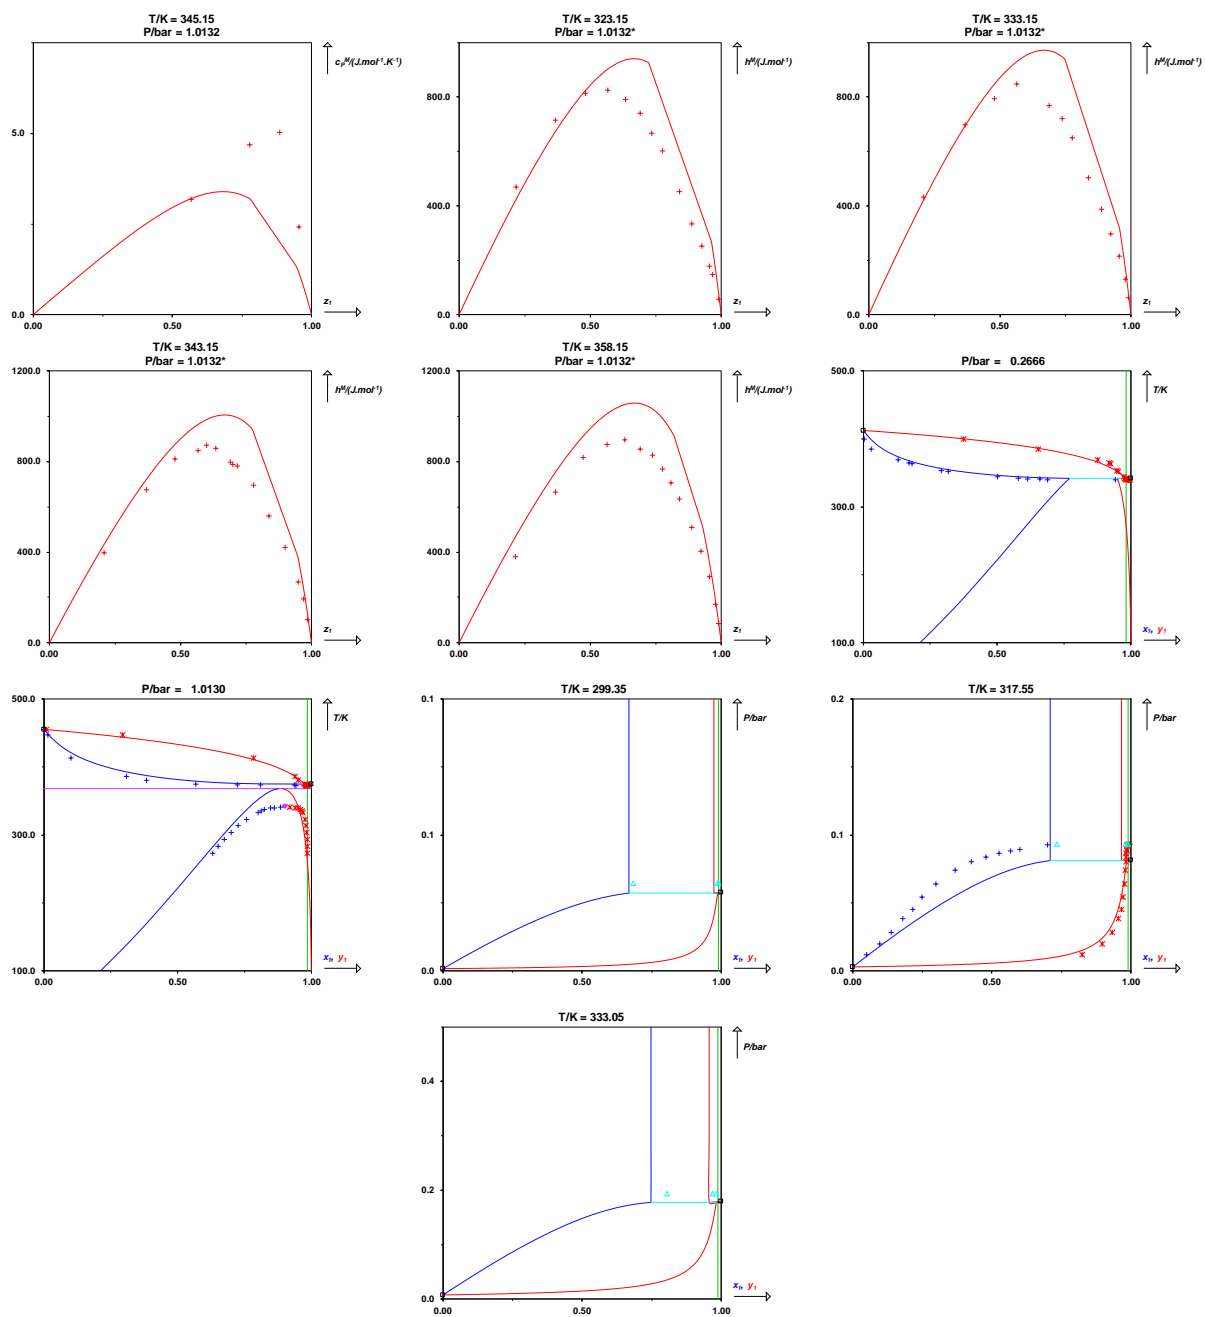 T/K = 345.15
P/bar = 1.0132
cₚᴹ/(J.mol⁻¹.K⁻¹)
5.0
0.0
z₁
0.00 0.50 1.00
T/K = 323.15
P/bar = 1.0132*
hᴹ/(J.mol⁻¹)
800.0
400.0
0.0
z₁
0.00 0.50 1.00
T/K = 333.15
P/bar = 1.0132*
hᴹ/(J.mol⁻¹)
800.0
400.0
0.0
z₁
0.00 0.50 1.00
T/K = 343.15
P/bar = 1.0132*
1200.0
hᴹ/(J.mol⁻¹)
800.0
400.0
0.0
z₁
0.00 0.50 1.00
T/K = 358.15
P/bar = 1.0132*
1200.0
hᴹ/(J.mol⁻¹)
800.0
400.0
0.0
z₁
0.00 0.50 1.00
P/bar = 0.2666
500.0
T/K
300.0
100.0
x₁, y₁
0.00 0.50 1.00
P/bar = 1.0130
500.0
T/K
300.0
100.0
x₁, y₁
0.00 0.50 1.00
T/K = 299.35
0.1
P/bar
0.1
0.0
x₁, y₁
0.00 0.50 1.00
T/K = 317.55
0.2
P/bar
0.1
0.0
x₁, y₁
0.00 0.50 1.00
T/K = 333.05
P/bar
0.4
0.2
0.0
x₁, y₁
0.00 0.50 1.00